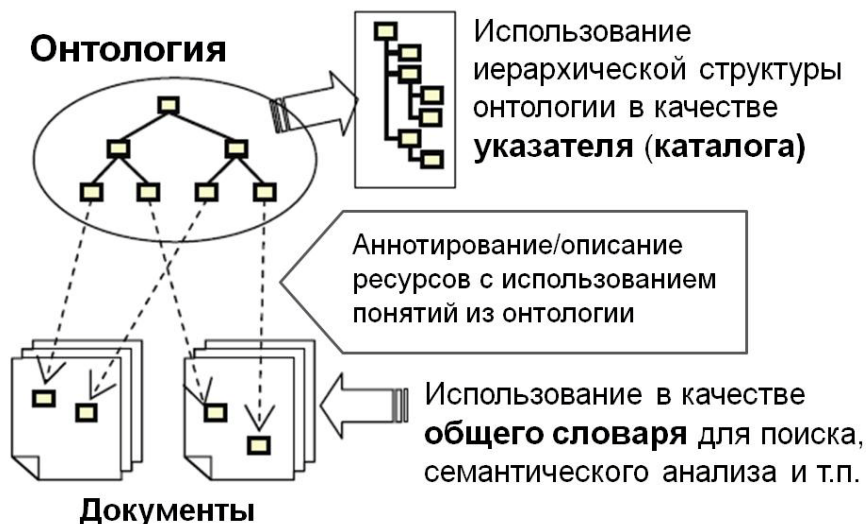 Онтология
Использование
иерархической структуры
онтологии в качестве
указателя (каталога)
Аннотирование/описание
ресурсов с использованием
понятий из онтологии
Использование в качестве
общего словаря для поиска,
семантического анализа и т.п.
Документы